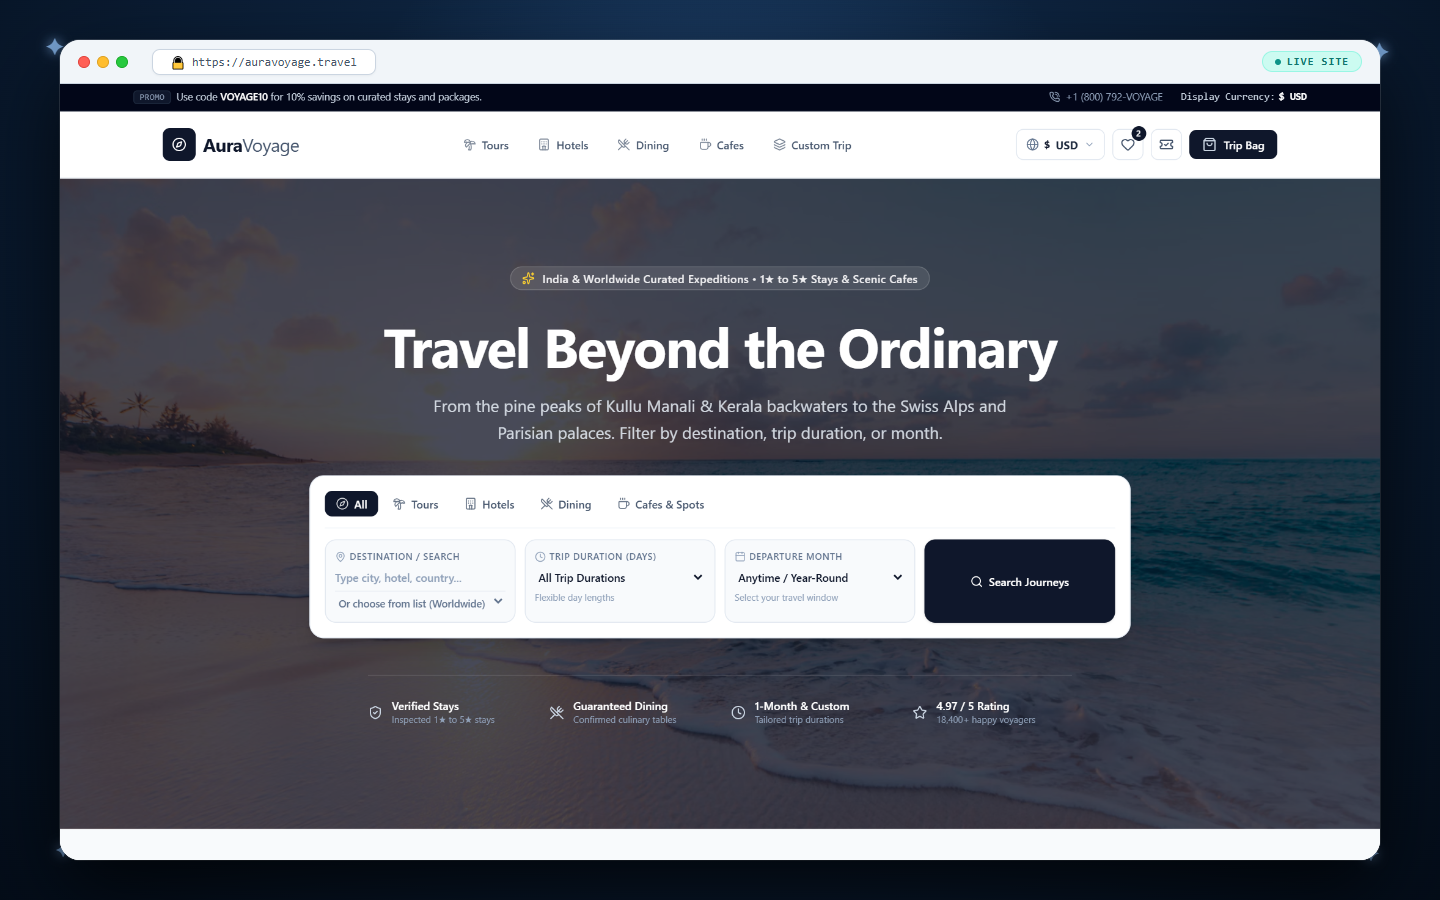 https://auravoyage.travel
LIVE SITE
PROMO Use code VOYAGE10 for 10% savings on curated stays and packages.
+1 (800) 792-VOYAGE
Display Currency: $ USD
AuraVoyage
Tours
Hotels
Dining
Cafes
Custom Trip
$ USD
2
Trip Bag
India & Worldwide Curated Expeditions • 1★ to 5★ Stays & Scenic Cafes
Travel Beyond the Ordinary
From the pine peaks of Kullu Manali & Kerala backwaters to the Swiss Alps and
Parisian palaces. Filter by destination, trip duration, or month.
All
Tours
Hotels
Dining
Cafes & Spots
DESTINATION / SEARCH
Type city, hotel, country...
Or choose from list (Worldwide)
TRIP DURATION (DAYS)
All Trip Durations
Flexible day lengths
DEPARTURE MONTH
Anytime / Year-Round
Select your travel window
Search Journeys
Verified Stays
Inspected 1★ to 5★ stays
Guaranteed Dining
Confirmed culinary tables
1-Month & Custom
Tailored trip durations
4.97 / 5 Rating
18,400+ happy voyagers